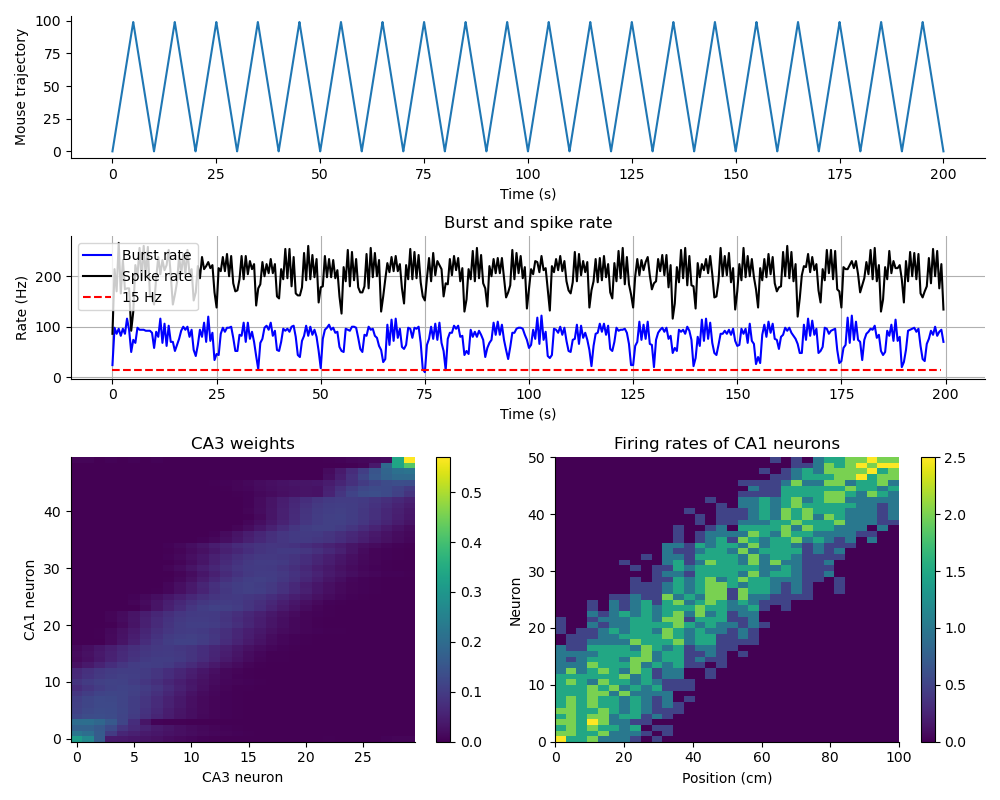 Mouse trajectory
100
75
50
25
0
0 25 50 75 100 125 150 175 200
Time (s)
Burst and spike rate
Rate (Hz)
200
100
0
Burst rate
Spike rate
15 Hz
0 25 50 75 100 125 150 175 200
Time (s)
CA3 weights
CA1 neuron
40
30
20
10
0
0 5 10 15 20 25
CA3 neuron
0.5
0.4
0.3
0.2
0.1
0.0
Firing rates of CA1 neurons
Neuron
50
40
30
20
10
0
0 20 40 60 80 100
Position (cm)
2.5
2.0
1.5
1.0
0.5
0.0